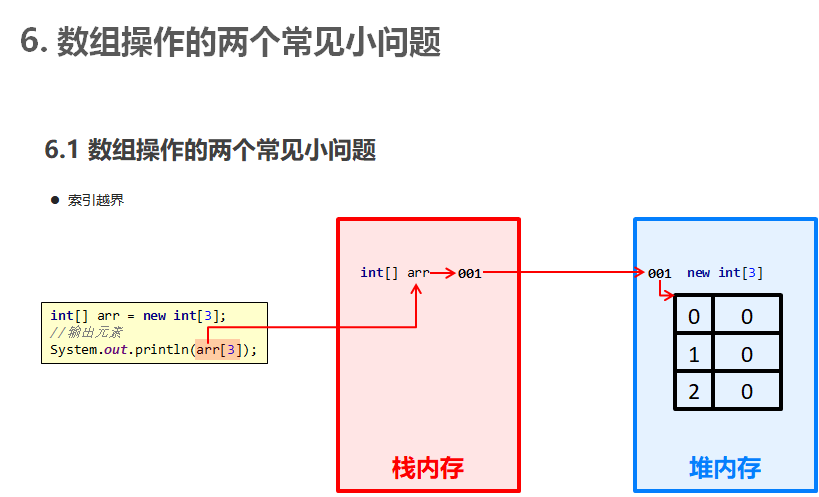 6. 数组操作的两个常见小问题
6.1 数组操作的两个常见小问题
● 索引越界
int[] arr = new int[3];
//输出元素
System.out.println(arr[3]);
int[] arr 001
栈内存
001 new int[3]
0 0
1 0
2 0
堆内存